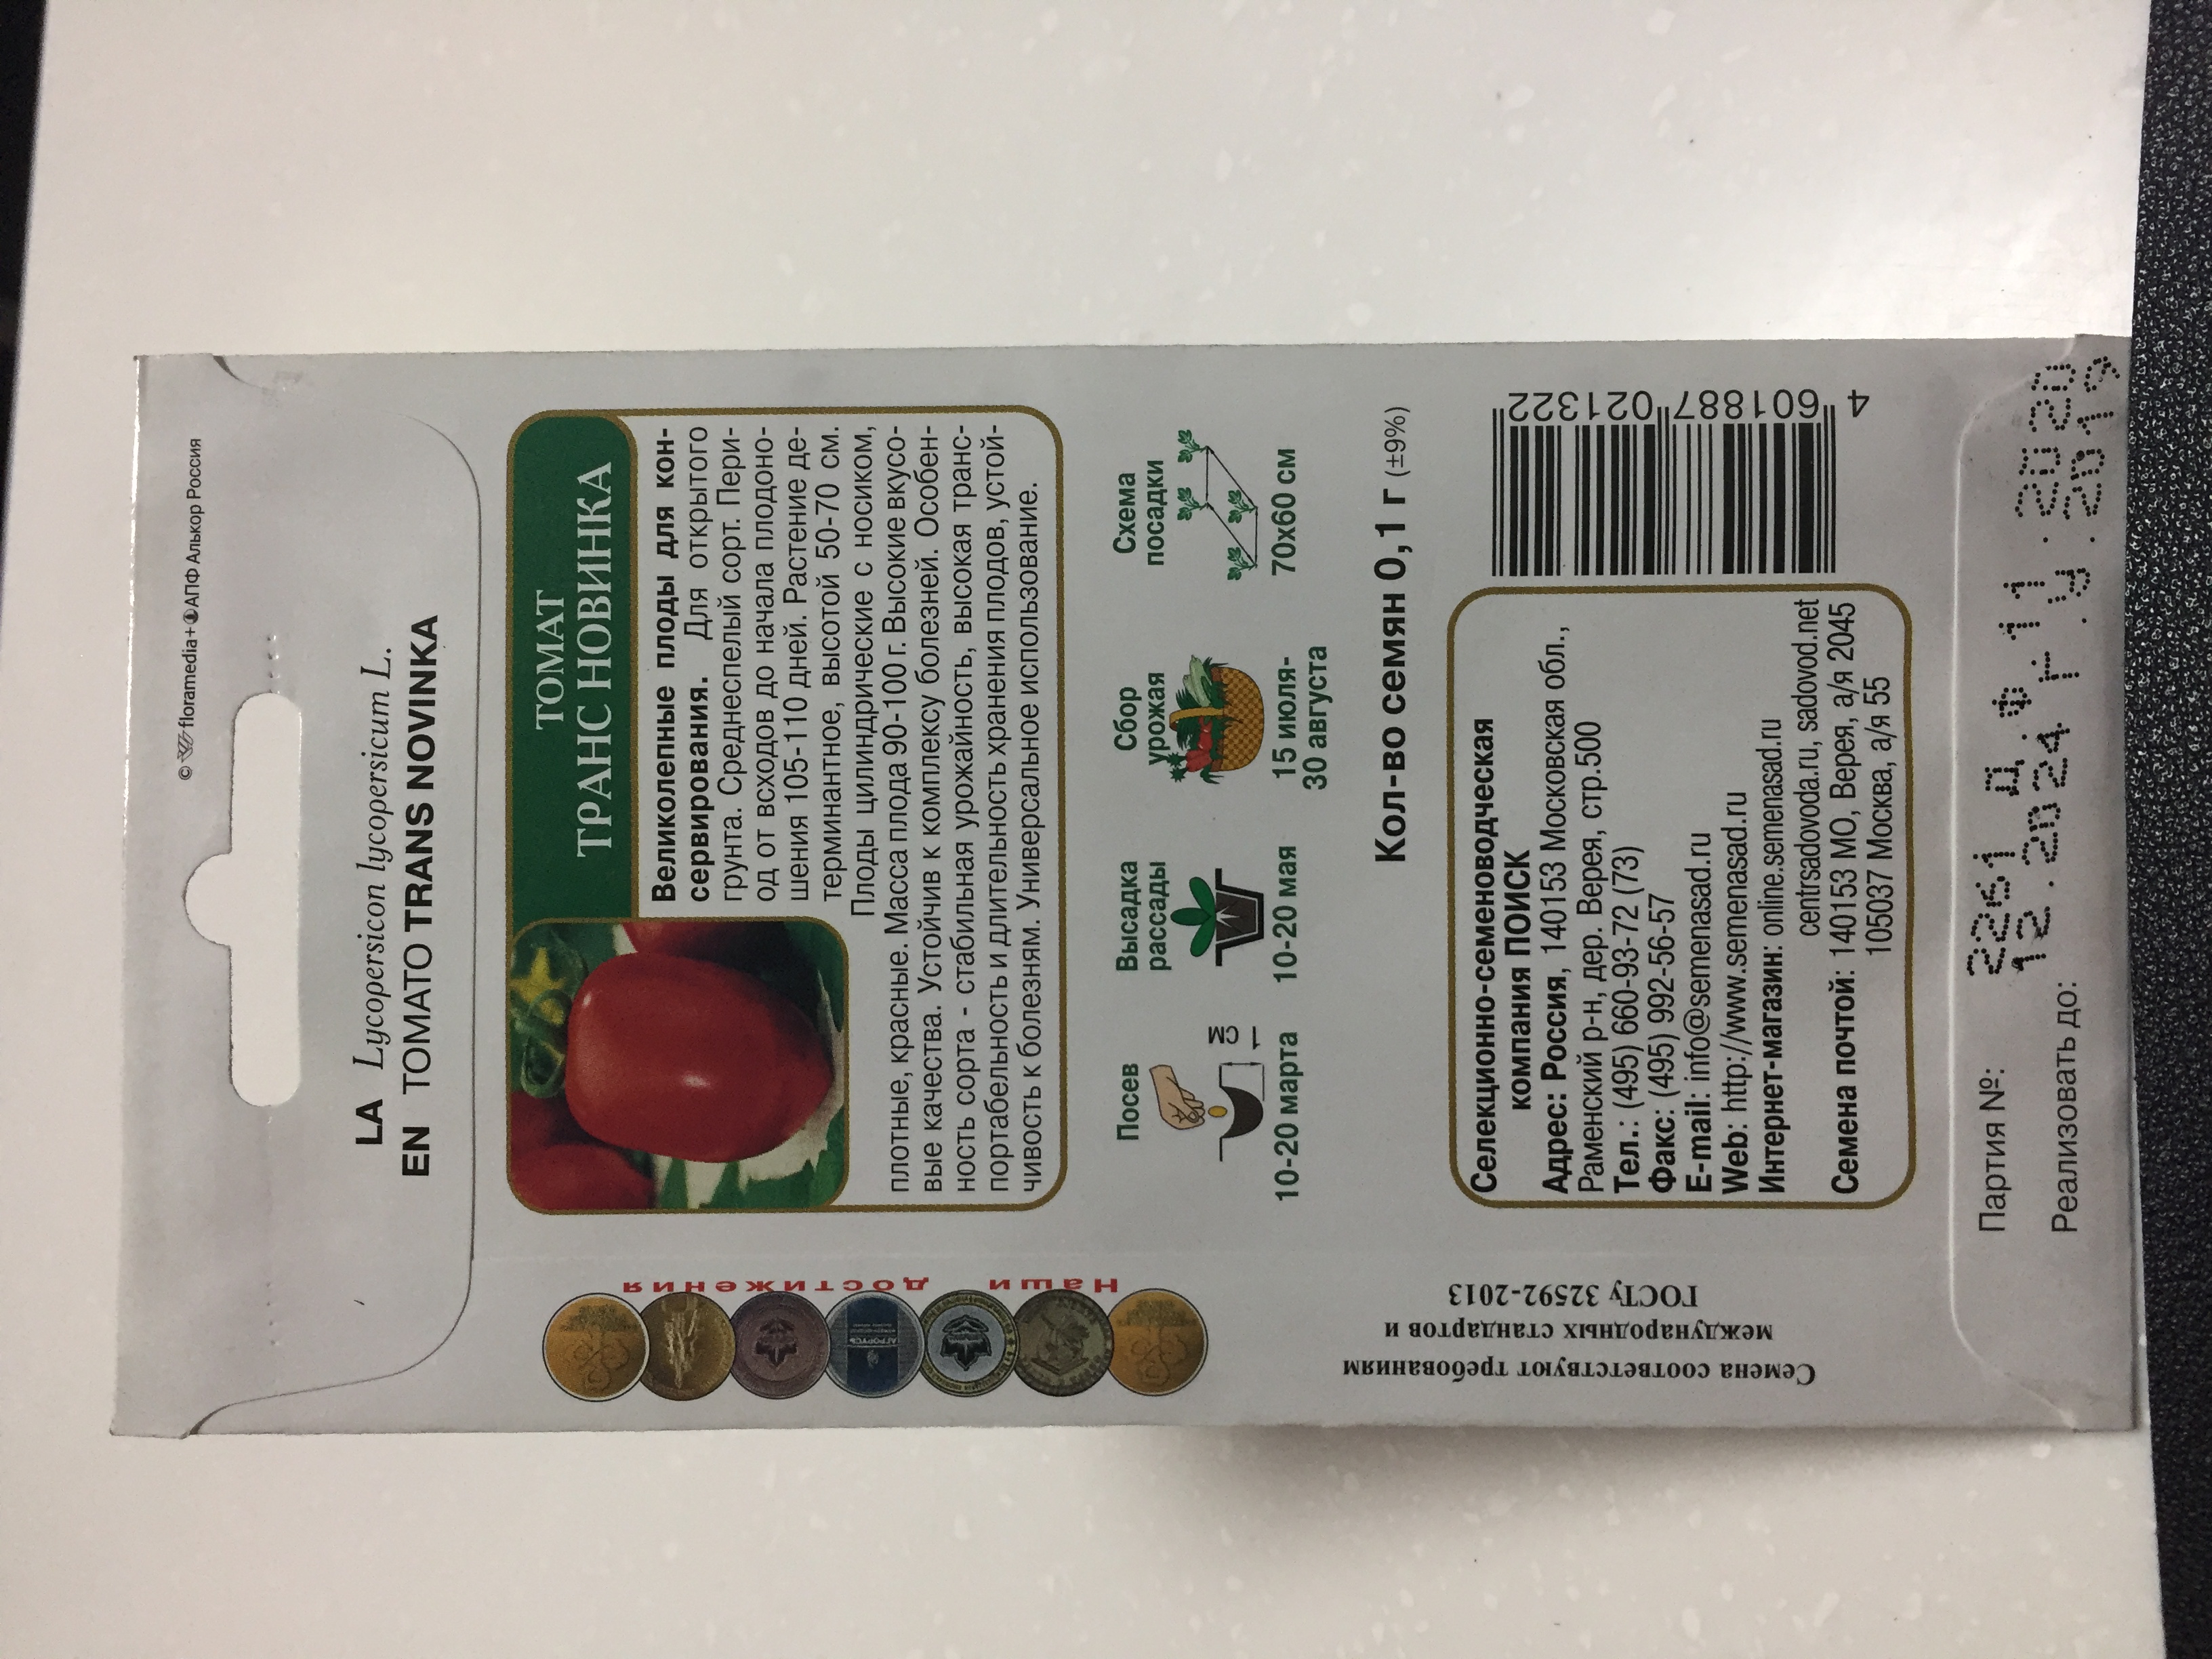 © floramedia+ АПФ Алькор Россия
LA Lycopersicon lycopersicum L.
EN TOMATO TRANS NOVINKA
ТОМАТ
ТРАНС НОВИНКА
Великолепные плоды для кон-
сервирования. Для открытого
грунта. Среднеспелый сорт. Пери-
од от всходов до начала плодоно-
шения 105-110 дней. Растение де-
терминантное, высотой 50-70 см.
Плоды цилиндрические с носиком,
плотные, красные. Масса плода 90-100 г. Высокие вкусо-
вые качества. Устойчив к комплексу болезней. Особен-
ность сорта - стабильная урожайность, высокая транс-
портабельность и длительность хранения плодов, устой-
чивость к болезням. Универсальное использование.
Посев
1 см
10-20 марта
Высадка
рассады
10-20 мая
Сбор
урожая
15 июля-
30 августа
Схема
посадки
70х60 см
Кол-во семян 0,1 г (±9%)
Селекционно-семеноводческая
компания ПОИСК
Адрес: Россия, 140153 Московская обл.,
Раменский р-н, дер. Верея, стр.500
Тел.: (495) 660-93-72 (73)
Факс: (495) 992-56-57
E-mail: info@semenasad.ru
Web: http://www.semenasad.ru
Интернет-магазин: online.semenasad.ru
centrsadovoda.ru, sadovod.net
Семена почтой: 140153 МО, Верея, а/я 2045
105037 Москва, а/я 55
4 601887 021322
Партия №:
Реализовать до: 12.2024
Наши достижения
АГРОРУСЬ
Семена соответствуют требованиям
международных стандартов и
ГОСТу 32592-2013